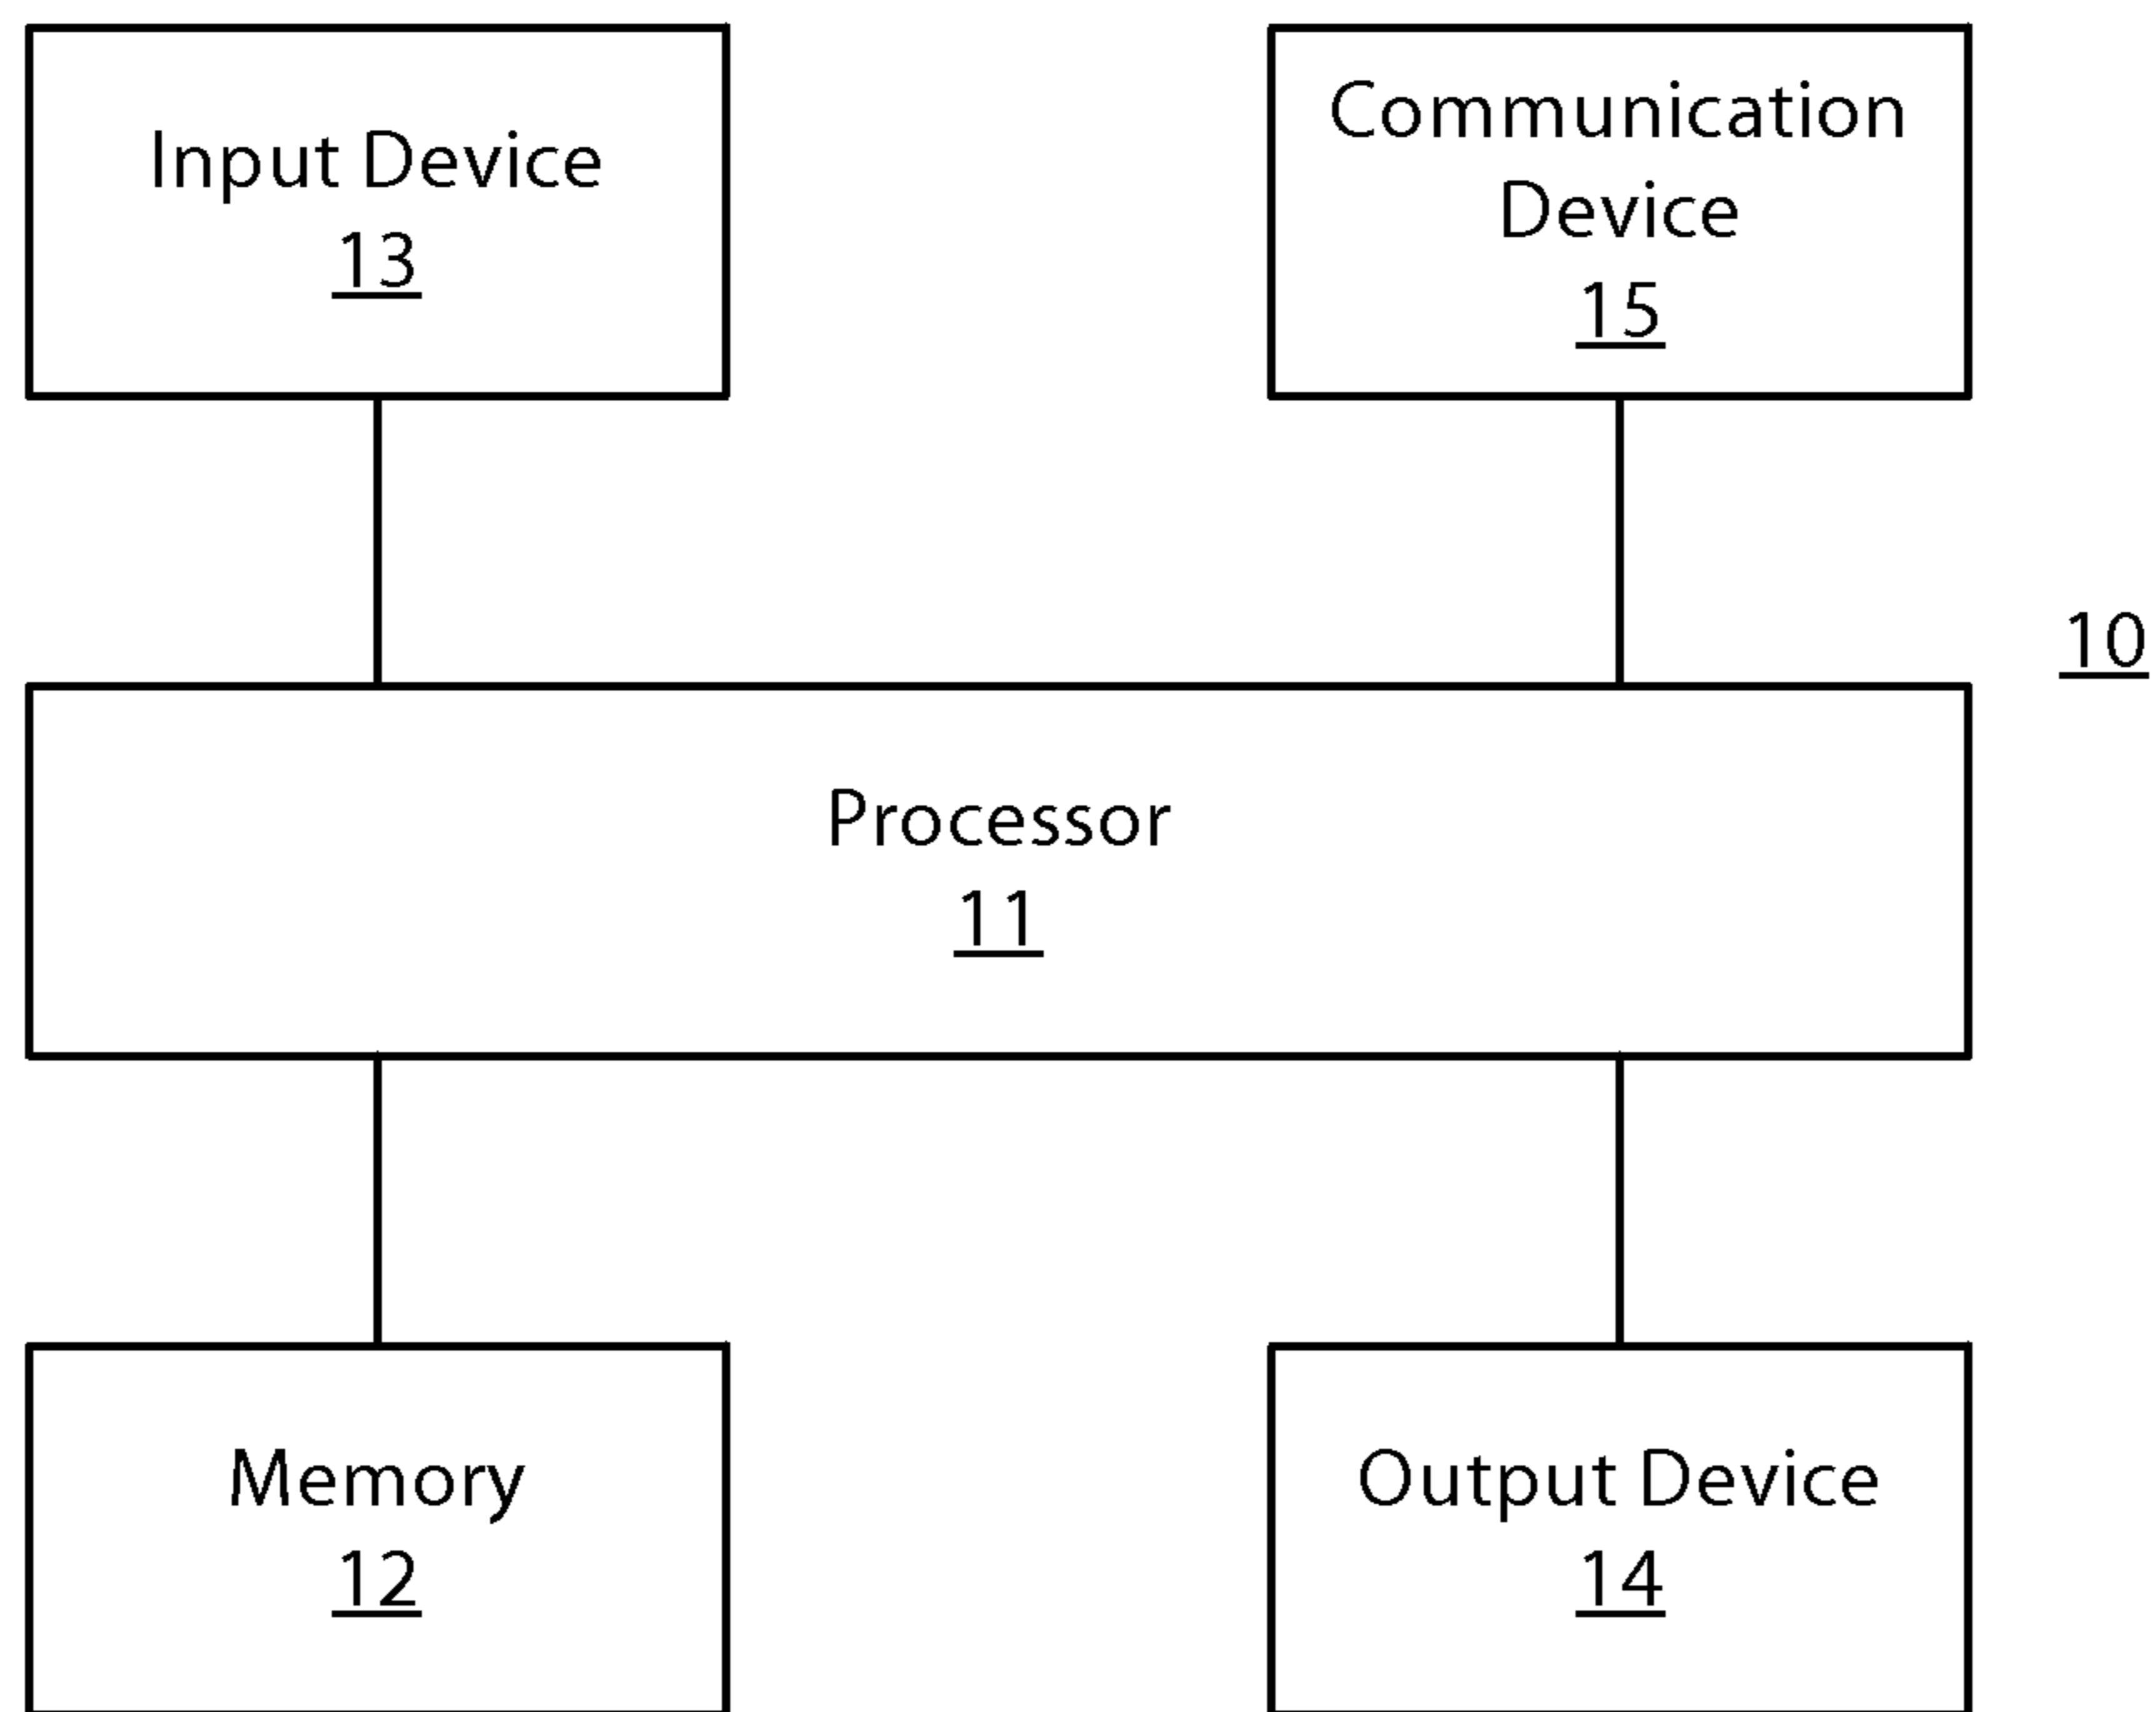 Input Device
13
Communication
Device
15
10
Processor
11
Memory
12
Output Device
14